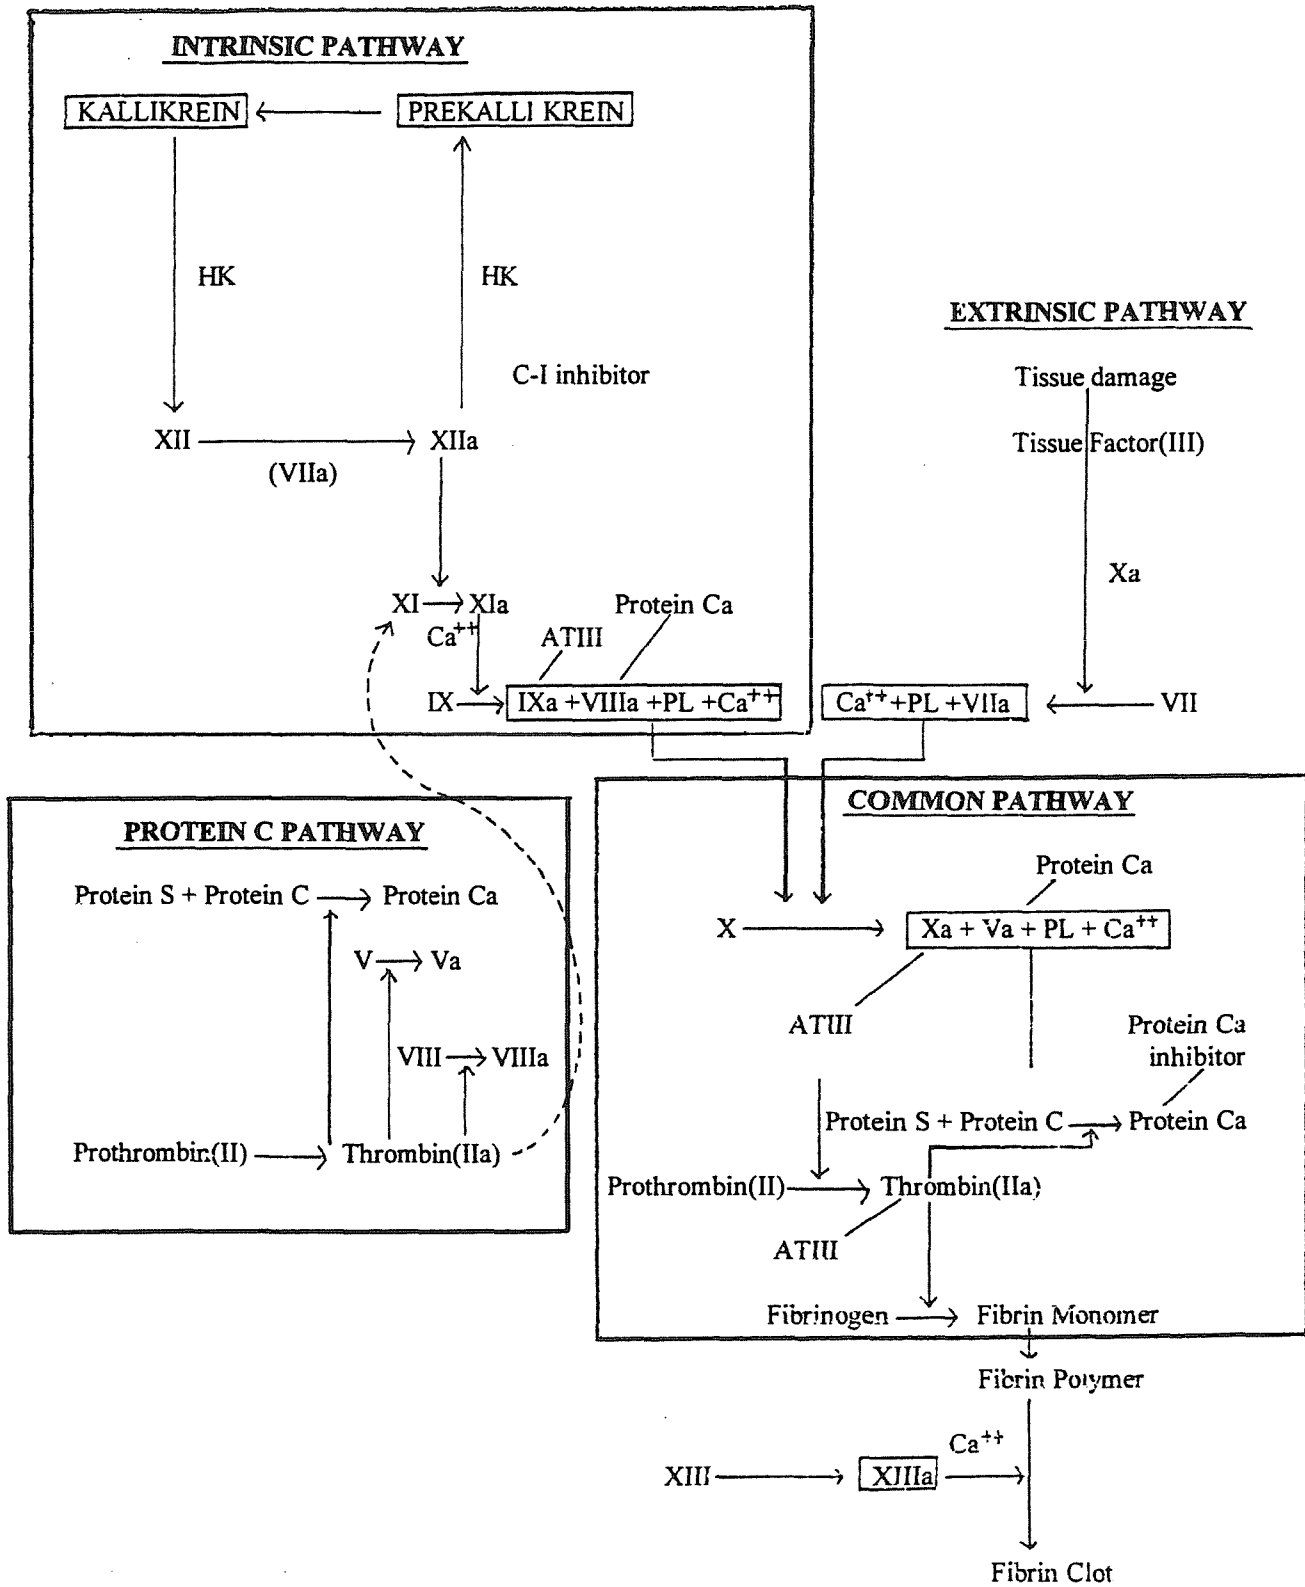 INTRINSIC PATHWAY
KALLIKREIN
PREKALLI KREIN
HK
HK
C-I inhibitor
XII
XIIa
(VIIa)
XI
XIa
Ca++
Protein Ca
ATIII
IX
IXa +VIIIa +PL +Ca++
EXTRINSIC PATHWAY
Tissue damage
Tissue Factor(III)
Xa
Ca++ +PL +VIIa
VII
PROTEIN C PATHWAY
Protein S + Protein C
Protein Ca
V
Va
VIII
VIIIa
Prothrombin(II)
Thrombin(IIa)
COMMON PATHWAY
Protein Ca
X
Xa + Va + PL + Ca++
ATIII
Protein Ca
inhibitor
Protein S + Protein C
Protein Ca
Prothrombin(II)
Thrombin(IIa)
ATIII
Fibrinogen
Fibrin Monomer
Fibrin Polymer
Ca++
XIII
XIIIa
Fibrin Clot